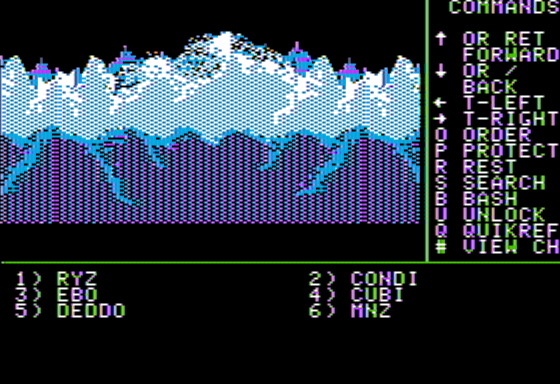 COMMANDS
↑ OR RET
FORWARD
↓ OR /
BACK
← T-LEFT
→ T-RIGHT
O ORDER
P PROTECT
R REST
S SEARCH
B BASH
U UNLOCK
Q QUIKREF
# VIEW CH
1) RYZ 2) CONDI
3) EBO 4) CUBI
5) DEDDO 6) MNZ